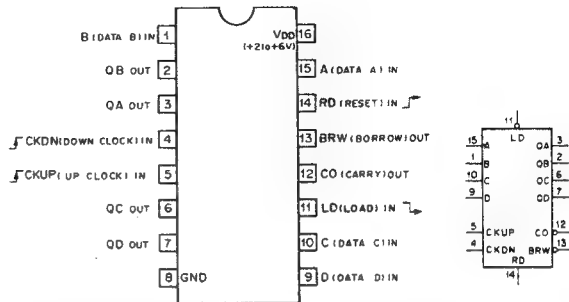 B(DATA B)IN 1
QB OUT 2
QA OUT 3
CKDN(DOWN CLOCK)IN 4
CKUP(UP CLOCK) IN 5
QC OUT 6
QD OUT 7
8 GND
VDD 16
(+2to+6V)
15 A(DATA A)IN
14 RD(RESET)IN
13 BRW(BORROW)OUT
12 CO(CARRY)OUT
11 LD(LOAD)IN
10 C(DATA C)IN
9 D(DATA D)IN
11
LD
15 A QA 3
1 B QB 2
10 C QC 6
9 D QD 7
5 CKUP CO 12
4 CKDN BRW 13
RD
14